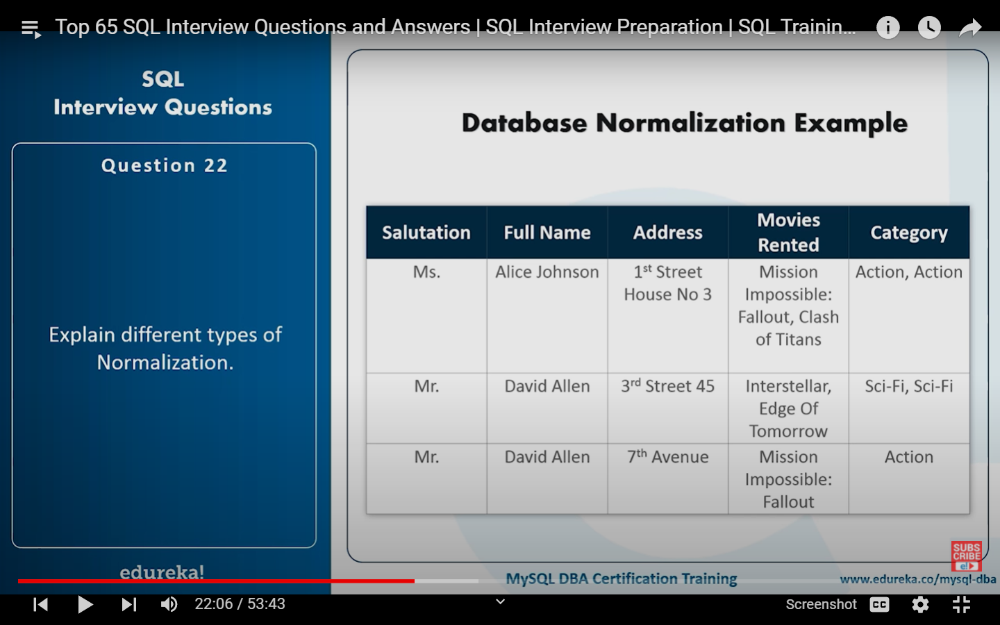 Top 65 SQL Interview Questions and Answers | SQL Interview Preparation | SQL Trainin...
SQL
Interview Questions
Question 22
Explain different types of
Normalization.
edureka!
Database Normalization Example
Salutation Full Name Address Movies Rented Category
Ms. Alice Johnson 1st Street Mission Action, Action
House No 3 Impossible:
Fallout, Clash
of Titans
Mr. David Allen 3rd Street 45 Interstellar, Sci-Fi, Sci-Fi
Edge Of
Tomorrow
Mr. David Allen 7th Avenue Mission Action
Impossible:
Fallout
SUBS
CRIBE
e!
MySQL DBA Certification Training
www.edureka.co/mysql-dba
22:06 / 53:43
Screenshot
CC